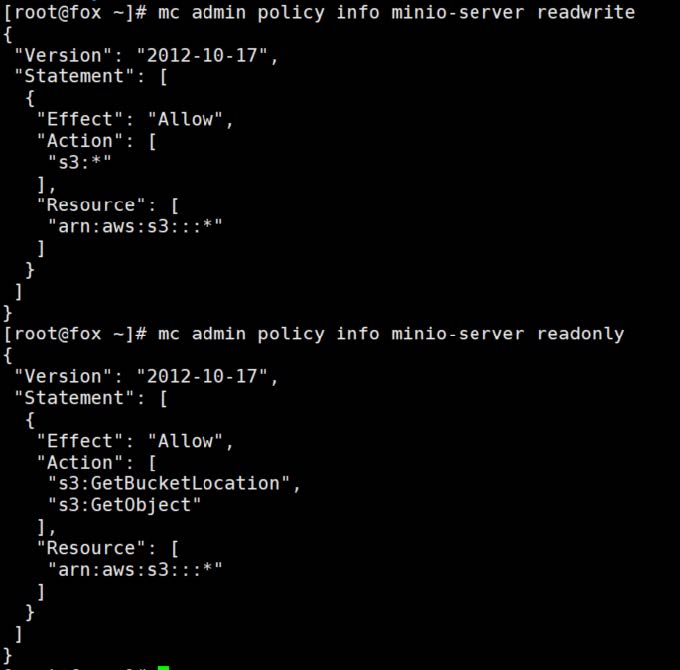 [root@fox ~]# mc admin policy info minio-server readwrite
{
 "Version": "2012-10-17",
 "Statement": [
  {
   "Effect": "Allow",
   "Action": [
    "s3:*"
   ],
   "Resource": [
    "arn:aws:s3:::*"
   ]
  }
 ]
}
[root@fox ~]# mc admin policy info minio-server readonly
{
 "Version": "2012-10-17",
 "Statement": [
  {
   "Effect": "Allow",
   "Action": [
    "s3:GetBucketLocation",
    "s3:GetObject"
   ],
   "Resource": [
    "arn:aws:s3:::*"
   ]
  }
 ]
}